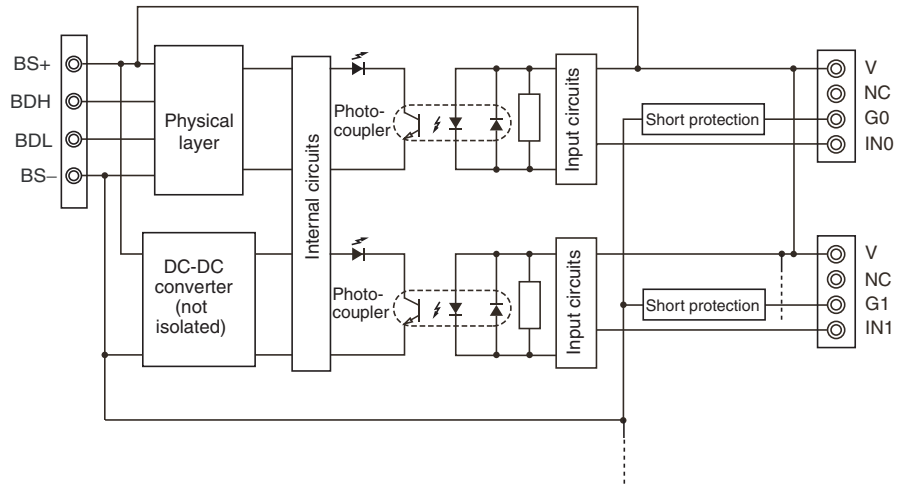 BS+
BDH
BDL
BS–
Physical
layer
DC-DC
converter
(not
isolated)
Internal circuits
Photo-
coupler
Input circuits
Short protection
V
NC
G0
IN0
Photo-
coupler
Input circuits
Short protection
V
NC
G1
IN1